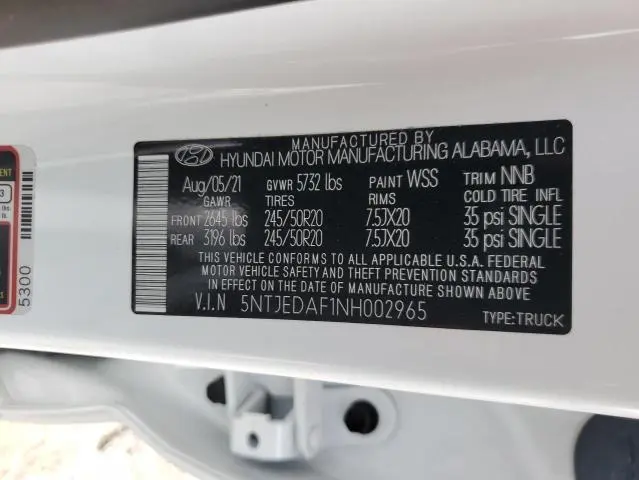 MANUFACTURED BY
HYUNDAI MOTOR MANUFACTURING ALABAMA, LLC
Aug/05/21 GVWR 5732 lbs PAINT WSS TRIM NNB
GAWR TIRES RIMS COLD TIRE INFL
FRONT 2645 lbs 245/50R20 7.5JX20 35 psi SINGLE
REAR 3196 lbs 245/50R20 7.5JX20 35 psi SINGLE
THIS VEHICLE CONFORMS TO ALL APPLICABLE U.S.A. FEDERAL
MOTOR VEHICLE SAFETY AND THEFT PREVENTION STANDARDS
IN EFFECT ON THE DATE OF MANUFACTURE SHOWN ABOVE
V.I.N 5NTJEDAF1NH002965
TYPE:TRUCK
5300
3
lbs.